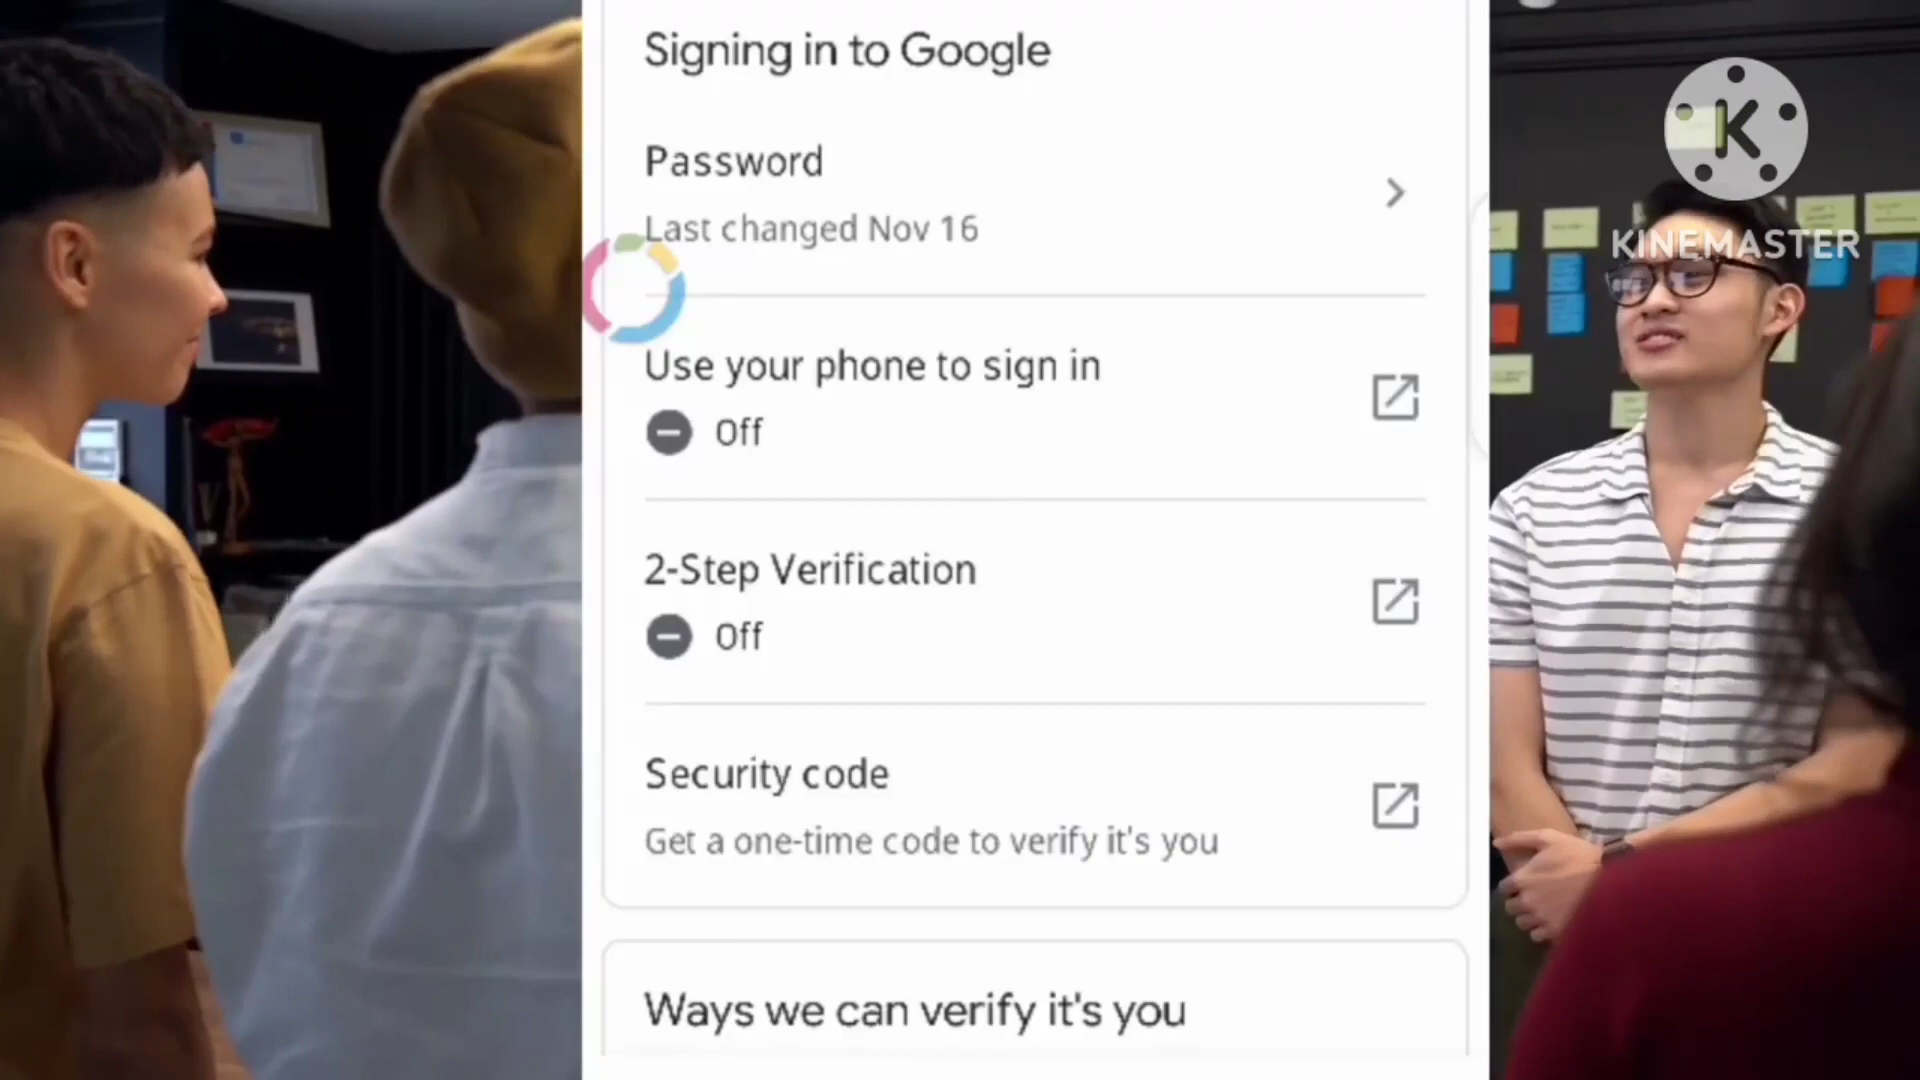 Signing in to Google
Password
Last changed Nov 16
Use your phone to sign in
Off
2-Step Verification
Off
Security code
Get a one-time code to verify it's you
Ways we can verify it's you
K
KINEMASTER